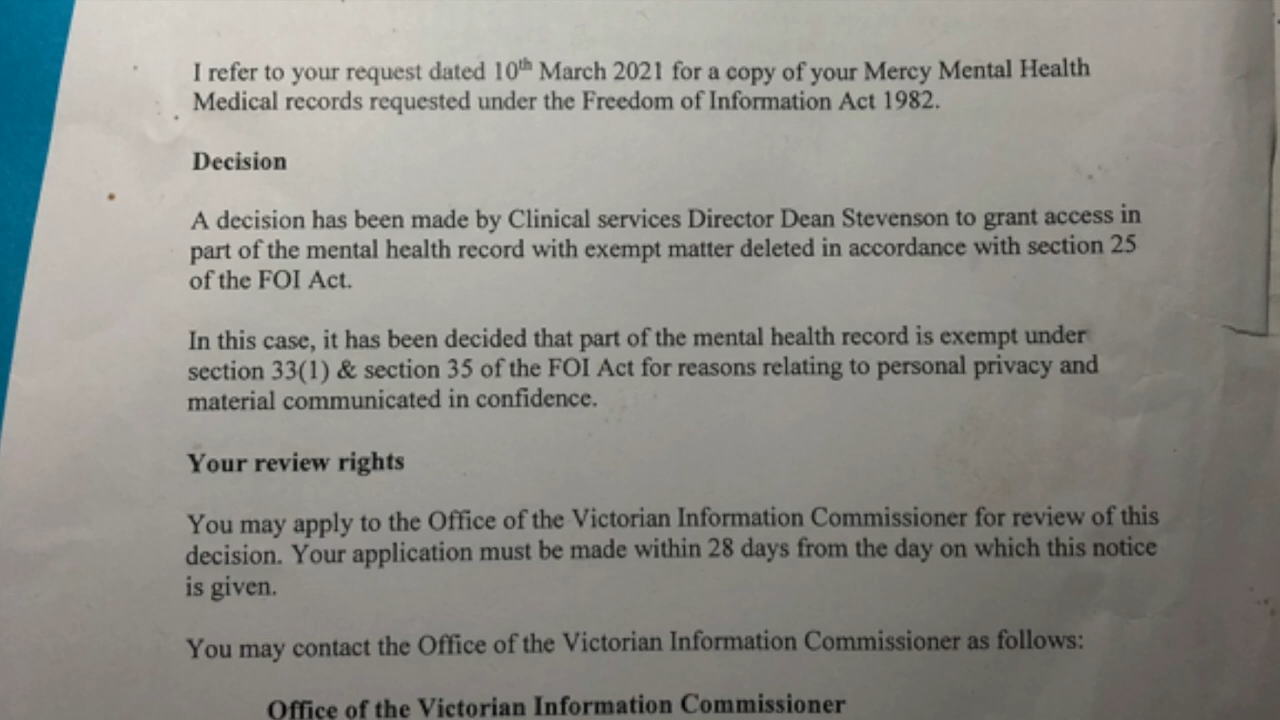 I refer to your request dated 10th March 2021 for a copy of your Mercy Mental Health
Medical records requested under the Freedom of Information Act 1982.
Decision
A decision has been made by Clinical services Director Dean Stevenson to grant access in
part of the mental health record with exempt matter deleted in accordance with section 25
of the FOI Act.
In this case, it has been decided that part of the mental health record is exempt under
section 33(1) & section 35 of the FOI Act for reasons relating to personal privacy and
material communicated in confidence.
Your review rights
You may apply to the Office of the Victorian Information Commissioner for review of this
decision. Your application must be made within 28 days from the day on which this notice
is given.
You may contact the Office of the Victorian Information Commissioner as follows:
Office of the Victorian Information Commissioner